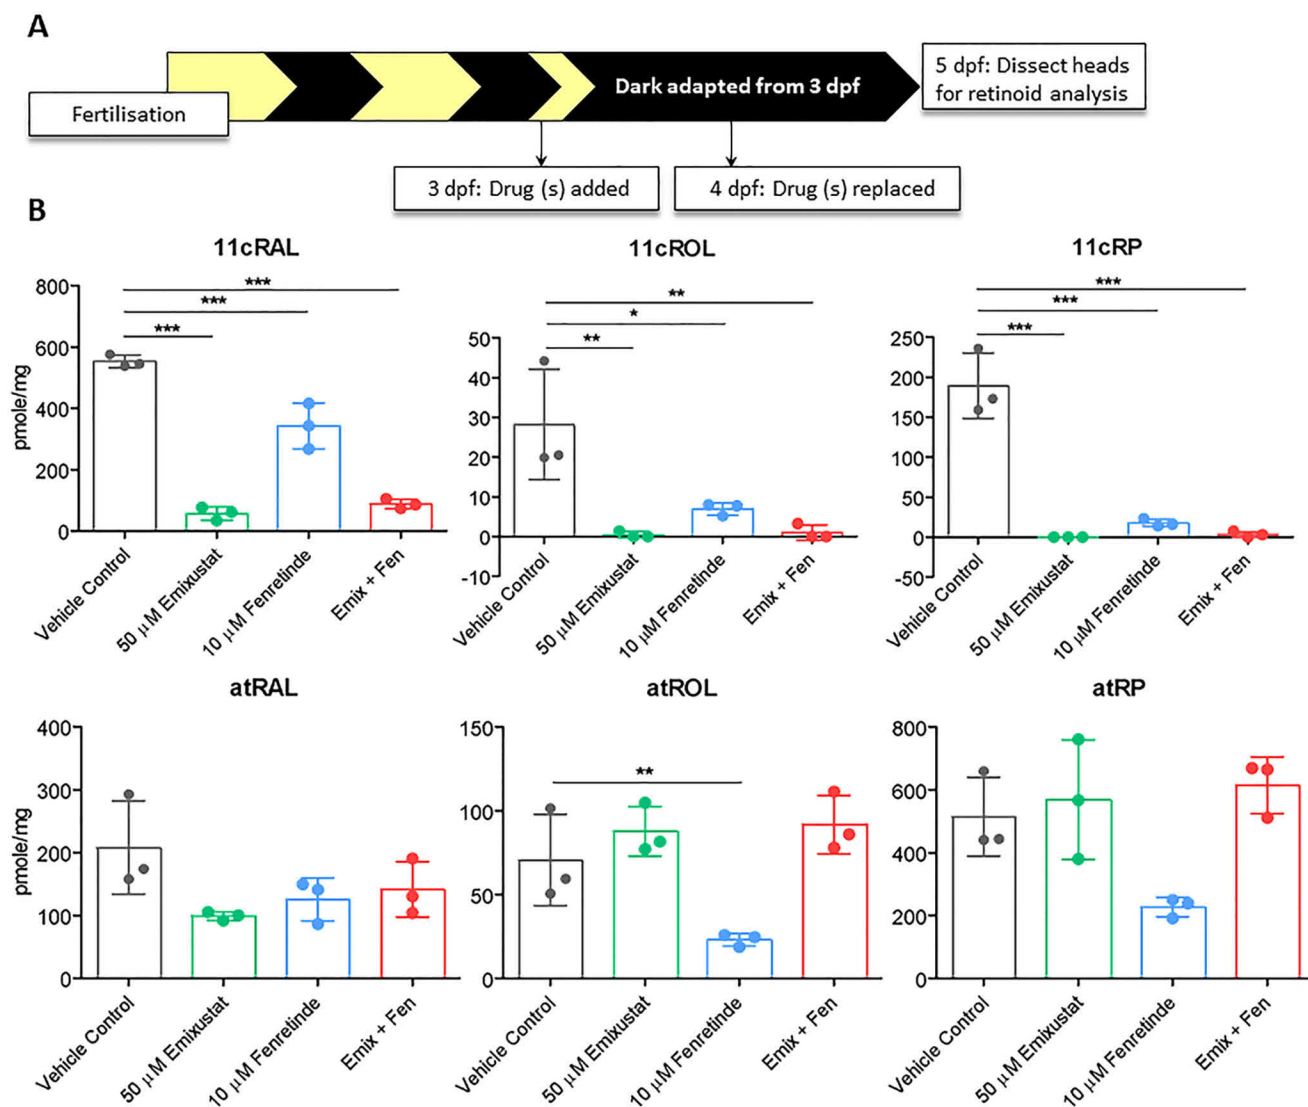 A
Fertilisation
Dark adapted from 3 dpf
5 dpf: Dissect heads
for retinoid analysis
3 dpf: Drug (s) added
4 dpf: Drug (s) replaced
B
11cRAL
pmole/mg
800
600
400
200
0
***
***
***
Vehicle Control
50 μM Emixustat
10 μM Fenretinde
Emix + Fen
11cROL
50
40
30
20
10
0
-10
**
*
**
Vehicle Control
50 μM Emixustat
10 μM Fenretinde
Emix + Fen
11cRP
250
200
150
100
50
0
-50
***
***
***
Vehicle Control
50 μM Emixustat
10 μM Fenretinde
Emix + Fen
atRAL
pmole/mg
400
300
200
100
0
Vehicle Control
50 μM Emixustat
10 μM Fenretinde
Emix + Fen
atROL
150
100
50
0
**
Vehicle Control
50 μM Emixustat
10 μM Fenretinde
Emix + Fen
atRP
800
600
400
200
0
Vehicle Control
50 μM Emixustat
10 μM Fenretinde
Emix + Fen